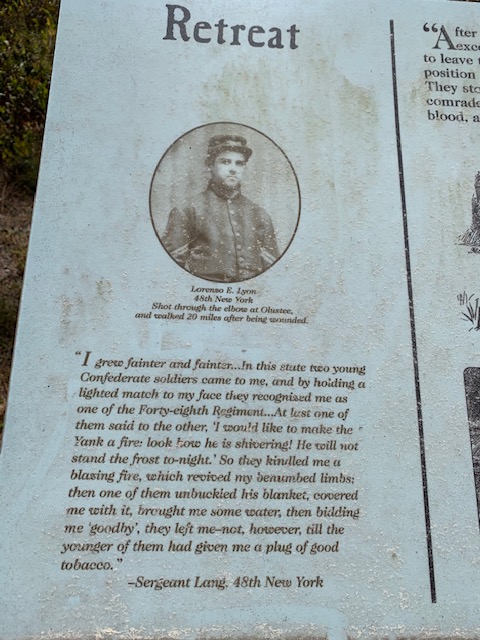 Retreat
Lorenzo E. Lyon
48th New York
Shot through the elbow at Olustee,
and walked 20 miles after being wounded.
"I grew fainter and fainter...In this state two young
Confederate soldiers came to me, and by holding a
lighted match to my face they recognized me as
one of the Forty-eighth Regiment...At last one of
them said to the other, 'I would like to make the
Yank a fire: look how he is shivering! He will not
stand the frost to-night.' So they kindled me a
blazing fire, which revived my benumbed limbs;
then one of them unbuckled his blanket, covered
me with it, brought me some water, then bidding
me 'goodby', they left me–not, however, till the
younger of them had given me a plug of good
tobacco."
–Sergeant Lang, 48th New York
"After
exce
to leave t
position
They sto
comrade
blood, a